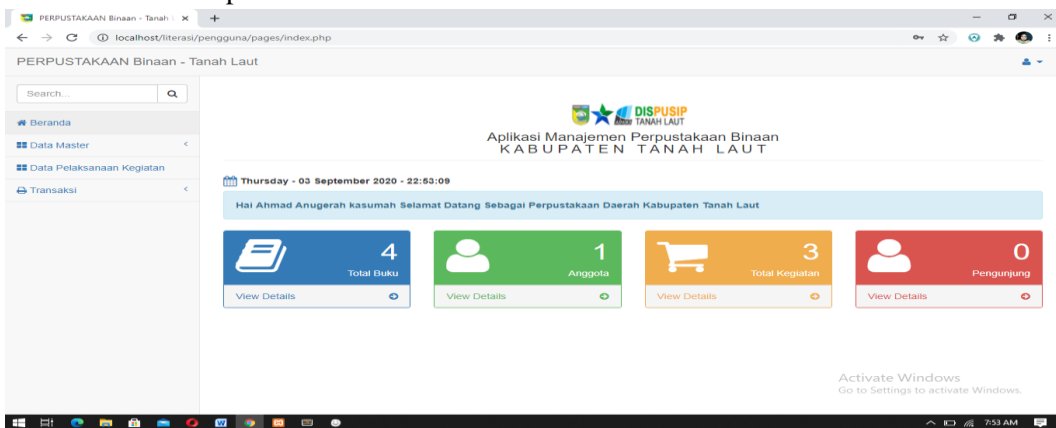 PERPUSTAKAAN Binaan - Tanah
localhost/literasi/pengguna/pages/index.php
PERPUSTAKAAN Binaan - Tanah Laut
Search...
Beranda
Data Master
Data Pelaksanaan Kegiatan
Transaksi
DISPUSIP
TANAH LAUT
Aplikasi Manajemen Perpustakaan Binaan
KABUPATEN TANAH LAUT
Thursday - 03 September 2020 - 22:53:09
Hai Ahmad Anugerah kasumah Selamat Datang Sebagai Perpustakaan Daerah Kabupaten Tanah Laut
4
Total Buku
View Details
1
Anggota
View Details
3
Total Kegiatan
View Details
0
Pengunjung
View Details
Activate Windows
Go to Settings to activate Windows.
7:53 AM